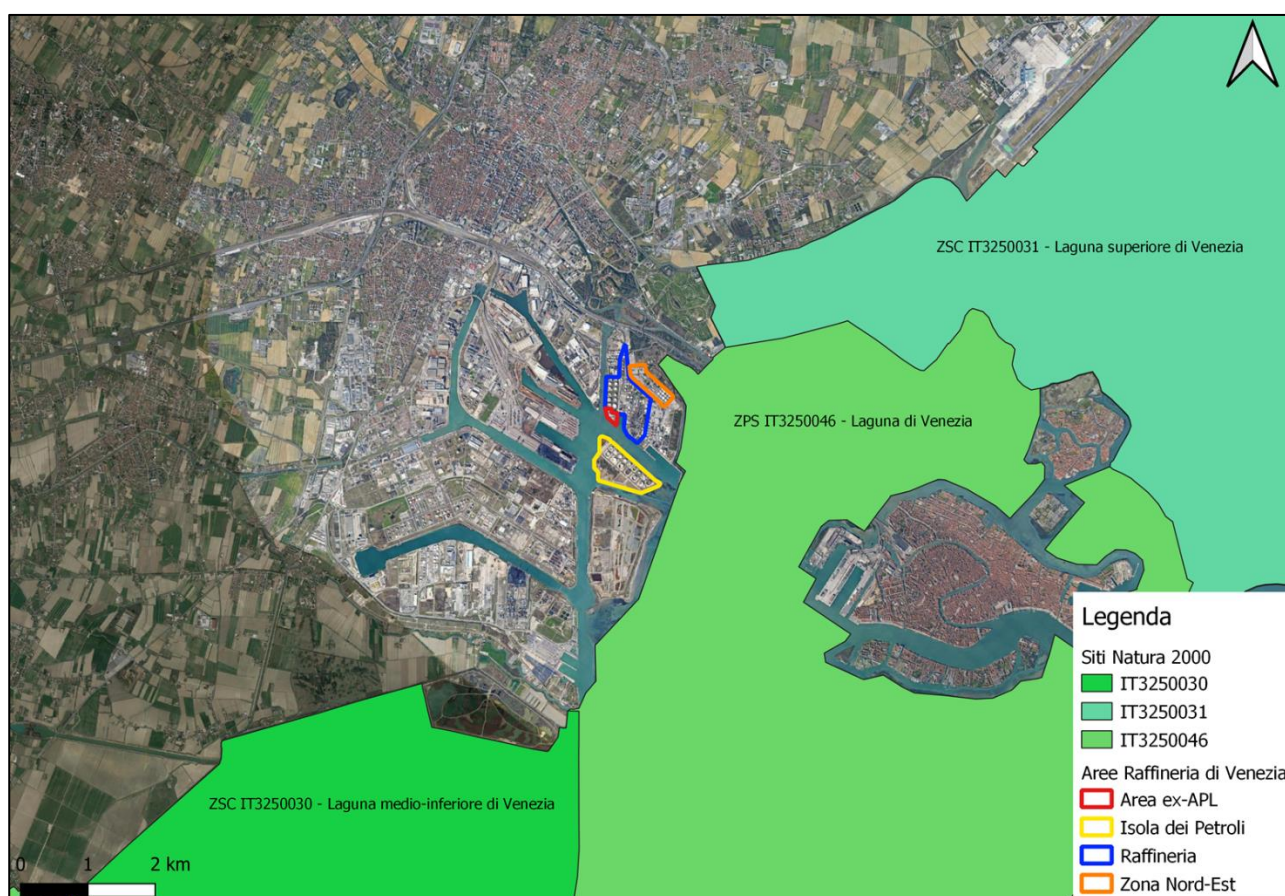 ZSC IT3250031 - Laguna superiore di Venezia
ZPS IT3250046 - Laguna di Venezia
ZSC IT3250030 - Laguna medio-inferiore di Venezia
0 1 2 km
Legenda
Siti Natura 2000
IT3250030
IT3250031
IT3250046
Aree Raffineria di Venezia
Area ex-APL
Isola dei Petroli
Raffineria
Zona Nord-Est